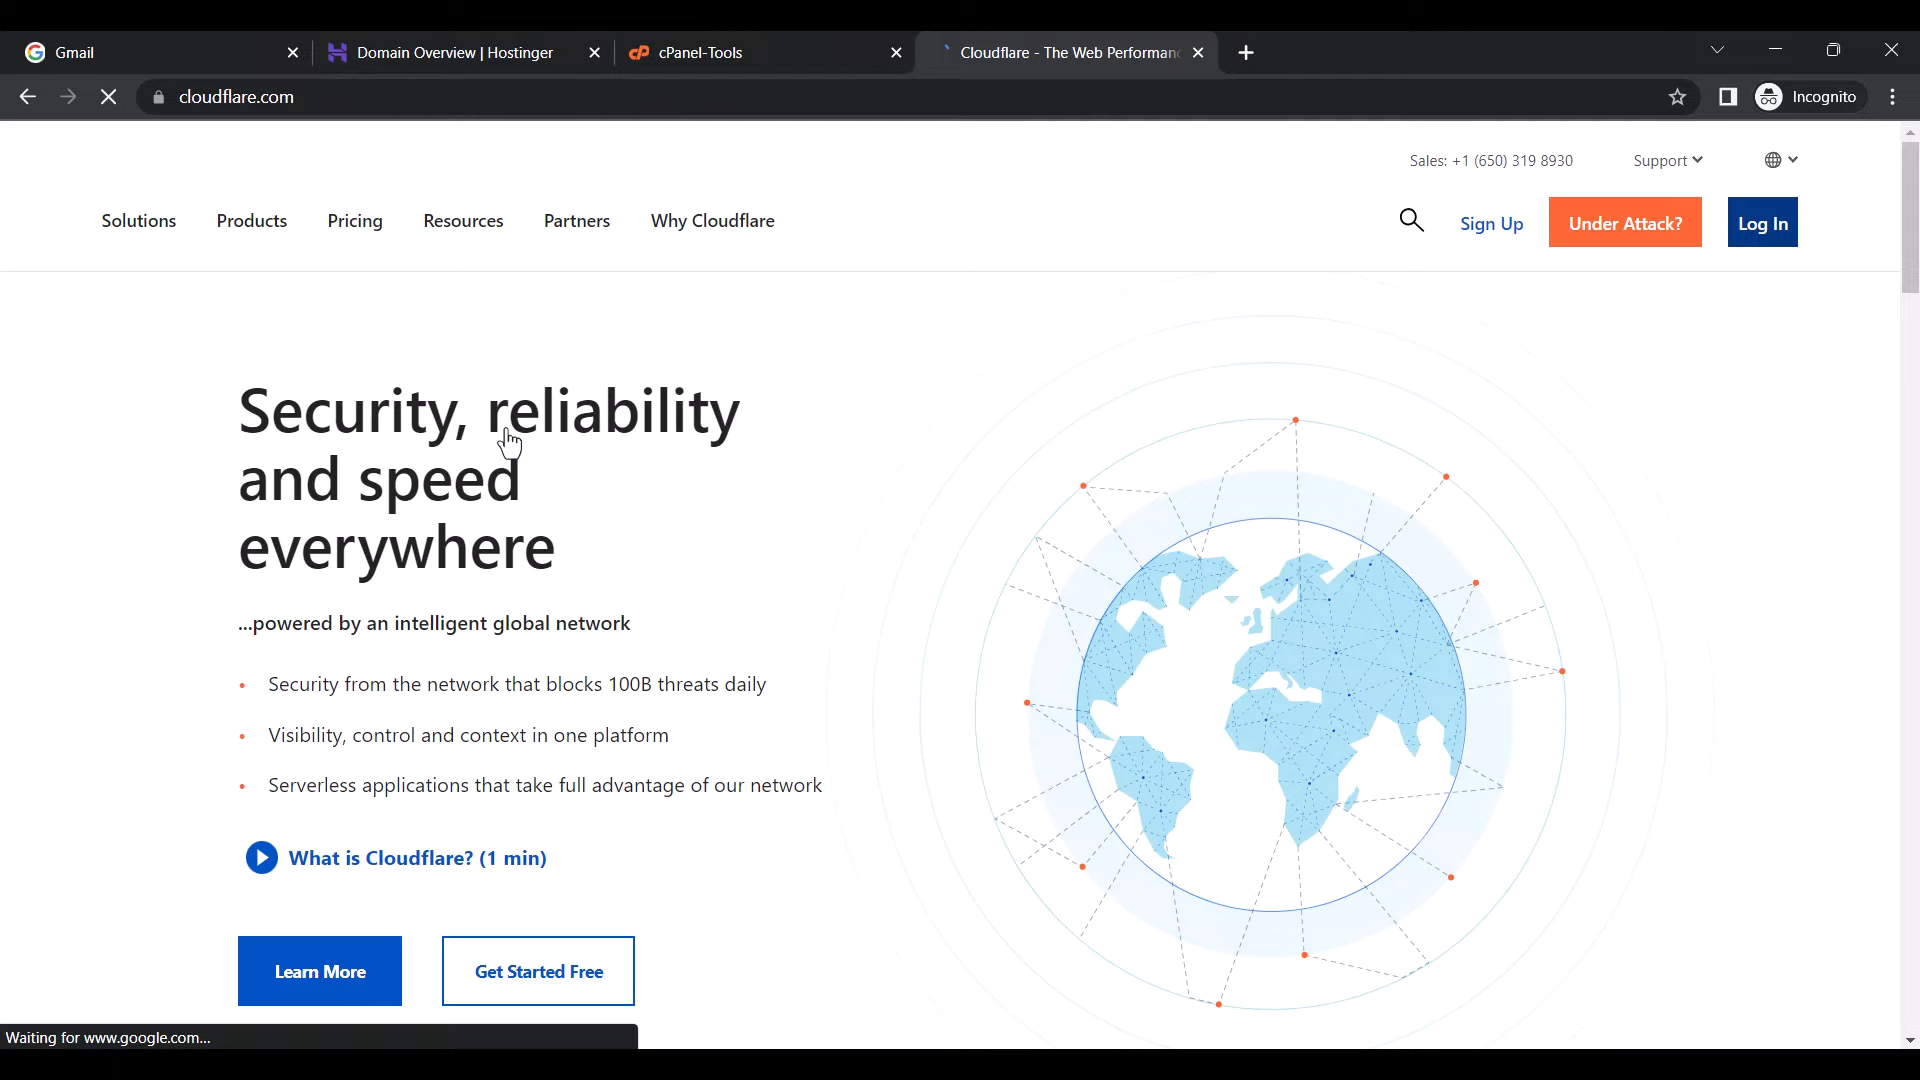 Gmail
Domain Overview | Hostinger
cPanel-Tools
Cloudflare - The Web Performanc
cloudflare.com
Incognito
Sales: +1 (650) 319 8930
Support
Solutions
Products
Pricing
Resources
Partners
Why Cloudflare
Sign Up
Under Attack?
Log In
Security, reliability
and speed
everywhere
...powered by an intelligent global network
• Security from the network that blocks 100B threats daily
• Visibility, control and context in one platform
• Serverless applications that take full advantage of our network
What is Cloudflare? (1 min)
Learn More
Get Started Free
Waiting for www.google.com...